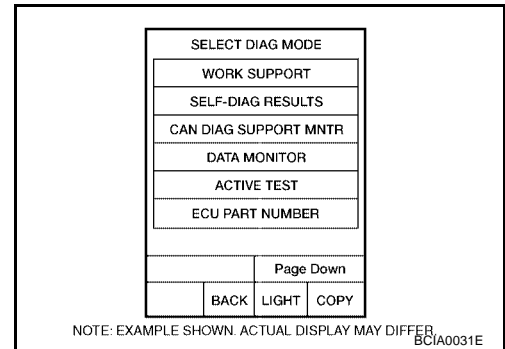 SELECT DIAG MODE
WORK SUPPORT
SELF-DIAG RESULTS
CAN DIAG SUPPORT MNTR
DATA MONITOR
ACTIVE TEST
ECU PART NUMBER
Page Down
BACK LIGHT COPY
NOTE: EXAMPLE SHOWN. ACTUAL DISPLAY MAY DIFFER.
BCIA0031E